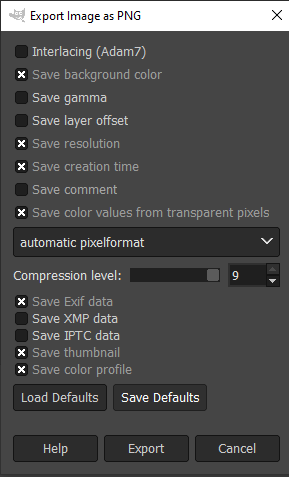 Export Image as PNG
Interlacing (Adam7)
Save background color
Save gamma
Save layer offset
Save resolution
Save creation time
Save comment
Save color values from transparent pixels
automatic pixelformat
Compression level: 9
Save Exif data
Save XMP data
Save IPTC data
Save thumbnail
Save color profile
Load Defaults Save Defaults
Help Export Cancel